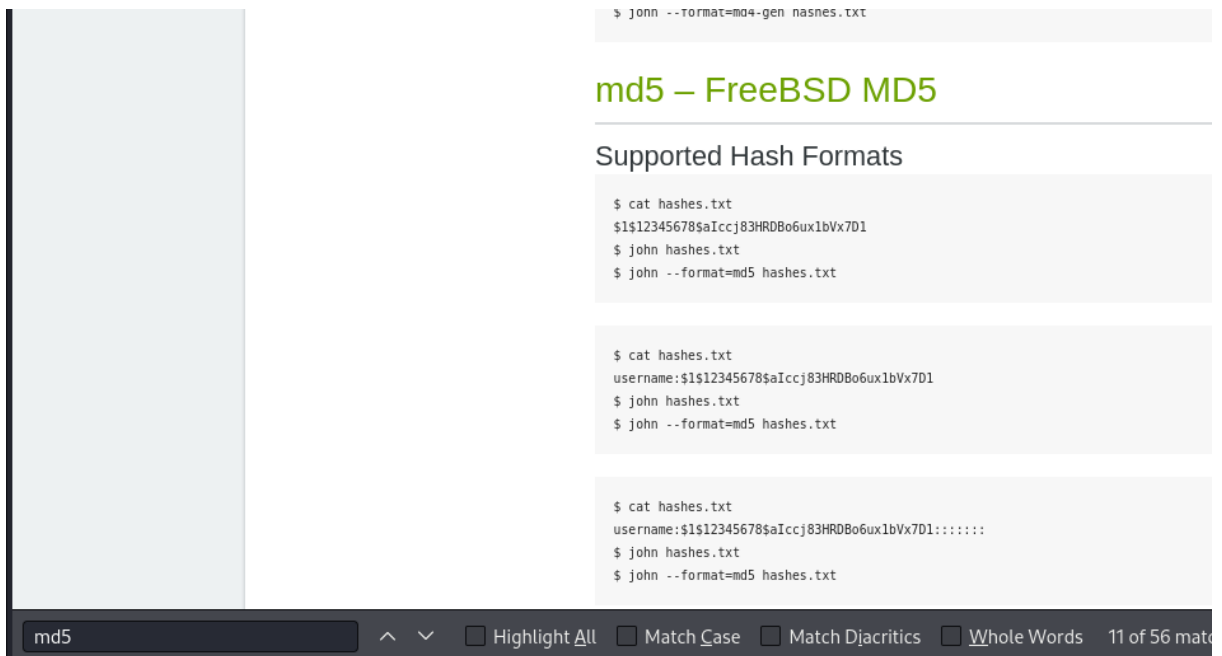 $ john --format=md4-gen hashes.txt
md5 – FreeBSD MD5
Supported Hash Formats
$ cat hashes.txt
$1$12345678$aIccj83HRDBo6ux1bVx7D1
$ john hashes.txt
$ john --format=md5 hashes.txt
$ cat hashes.txt
username:$1$12345678$aIccj83HRDBo6ux1bVx7D1
$ john hashes.txt
$ john --format=md5 hashes.txt
$ cat hashes.txt
username:$1$12345678$aIccj83HRDBo6ux1bVx7D1:::::::
$ john hashes.txt
$ john --format=md5 hashes.txt
md5 Highlight All Match Case Match Diacritics Whole Words 11 of 56 matc